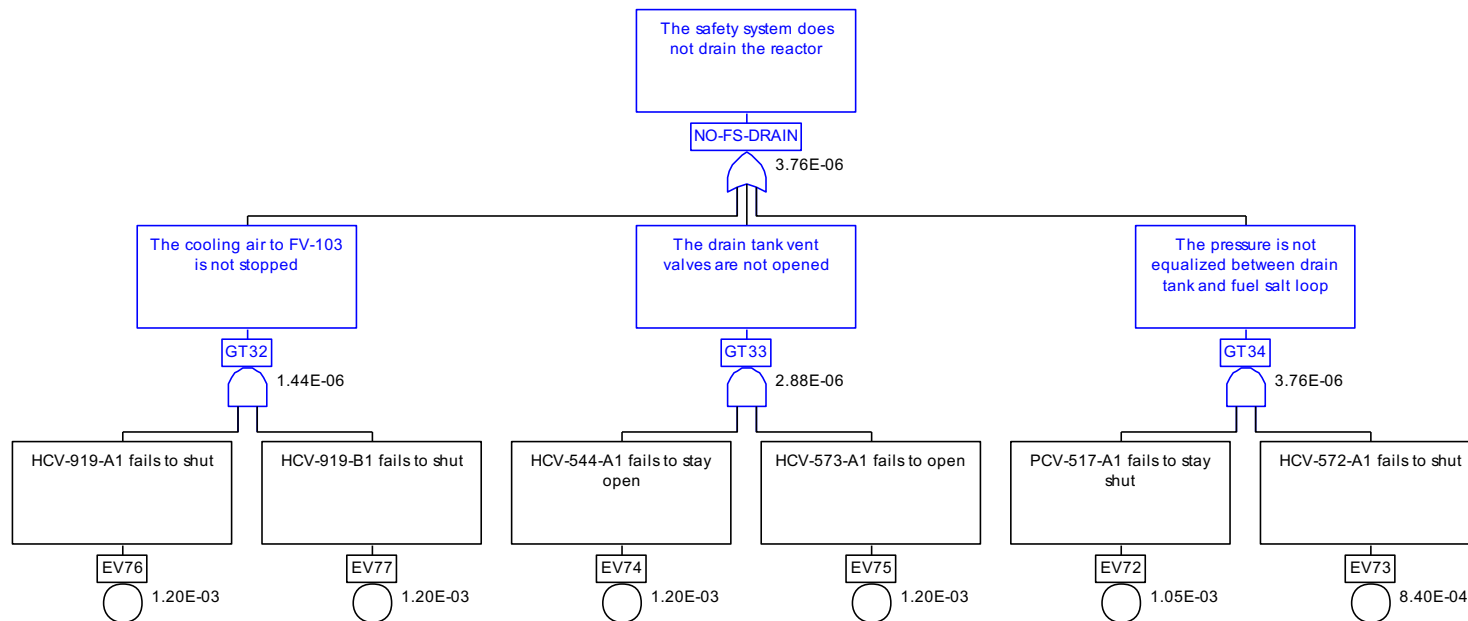 The safety system does
not drain the reactor
NO-FS-DRAIN
3.76E-06
The cooling air to FV-103
is not stopped
The drain tank vent
valves are not opened
The pressure is not
equalized between drain
tank and fuel salt loop
GT32
GT33
GT34
1.44E-06
2.88E-06
3.76E-06
HCV-919-A1 fails to shut
HCV-919-B1 fails to shut
HCV-544-A1 fails to stay
open
HCV-573-A1 fails to open
PCV-517-A1 fails to stay
shut
HCV-572-A1 fails to shut
EV76
EV77
EV74
EV75
EV72
EV73
1.20E-03
1.20E-03
1.20E-03
1.20E-03
1.05E-03
8.40E-04